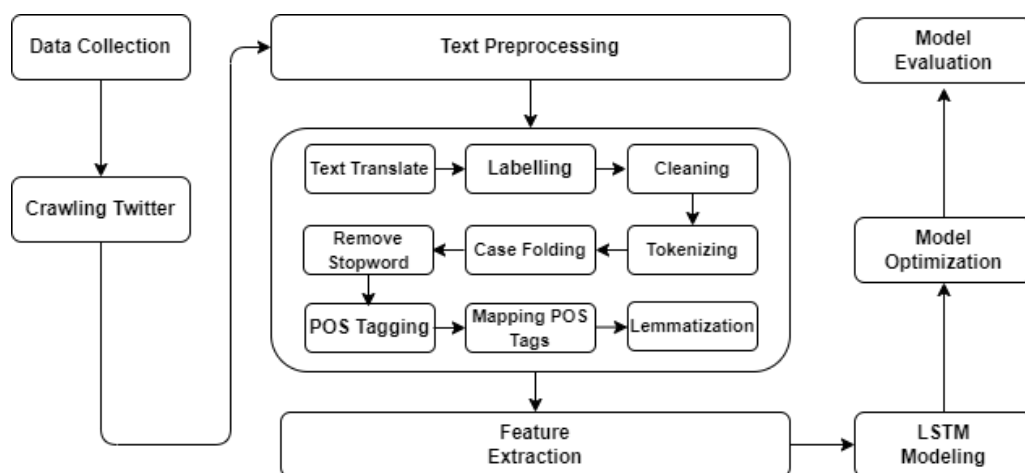 Data Collection
Crawling Twitter
Text Preprocessing
Text Translate
Labelling
Cleaning
Tokenizing
Case Folding
Remove
Stopword
POS Tagging
Mapping POS
Tags
Lemmatization
Feature
Extraction
LSTM
Modeling
Model
Optimization
Model
Evaluation